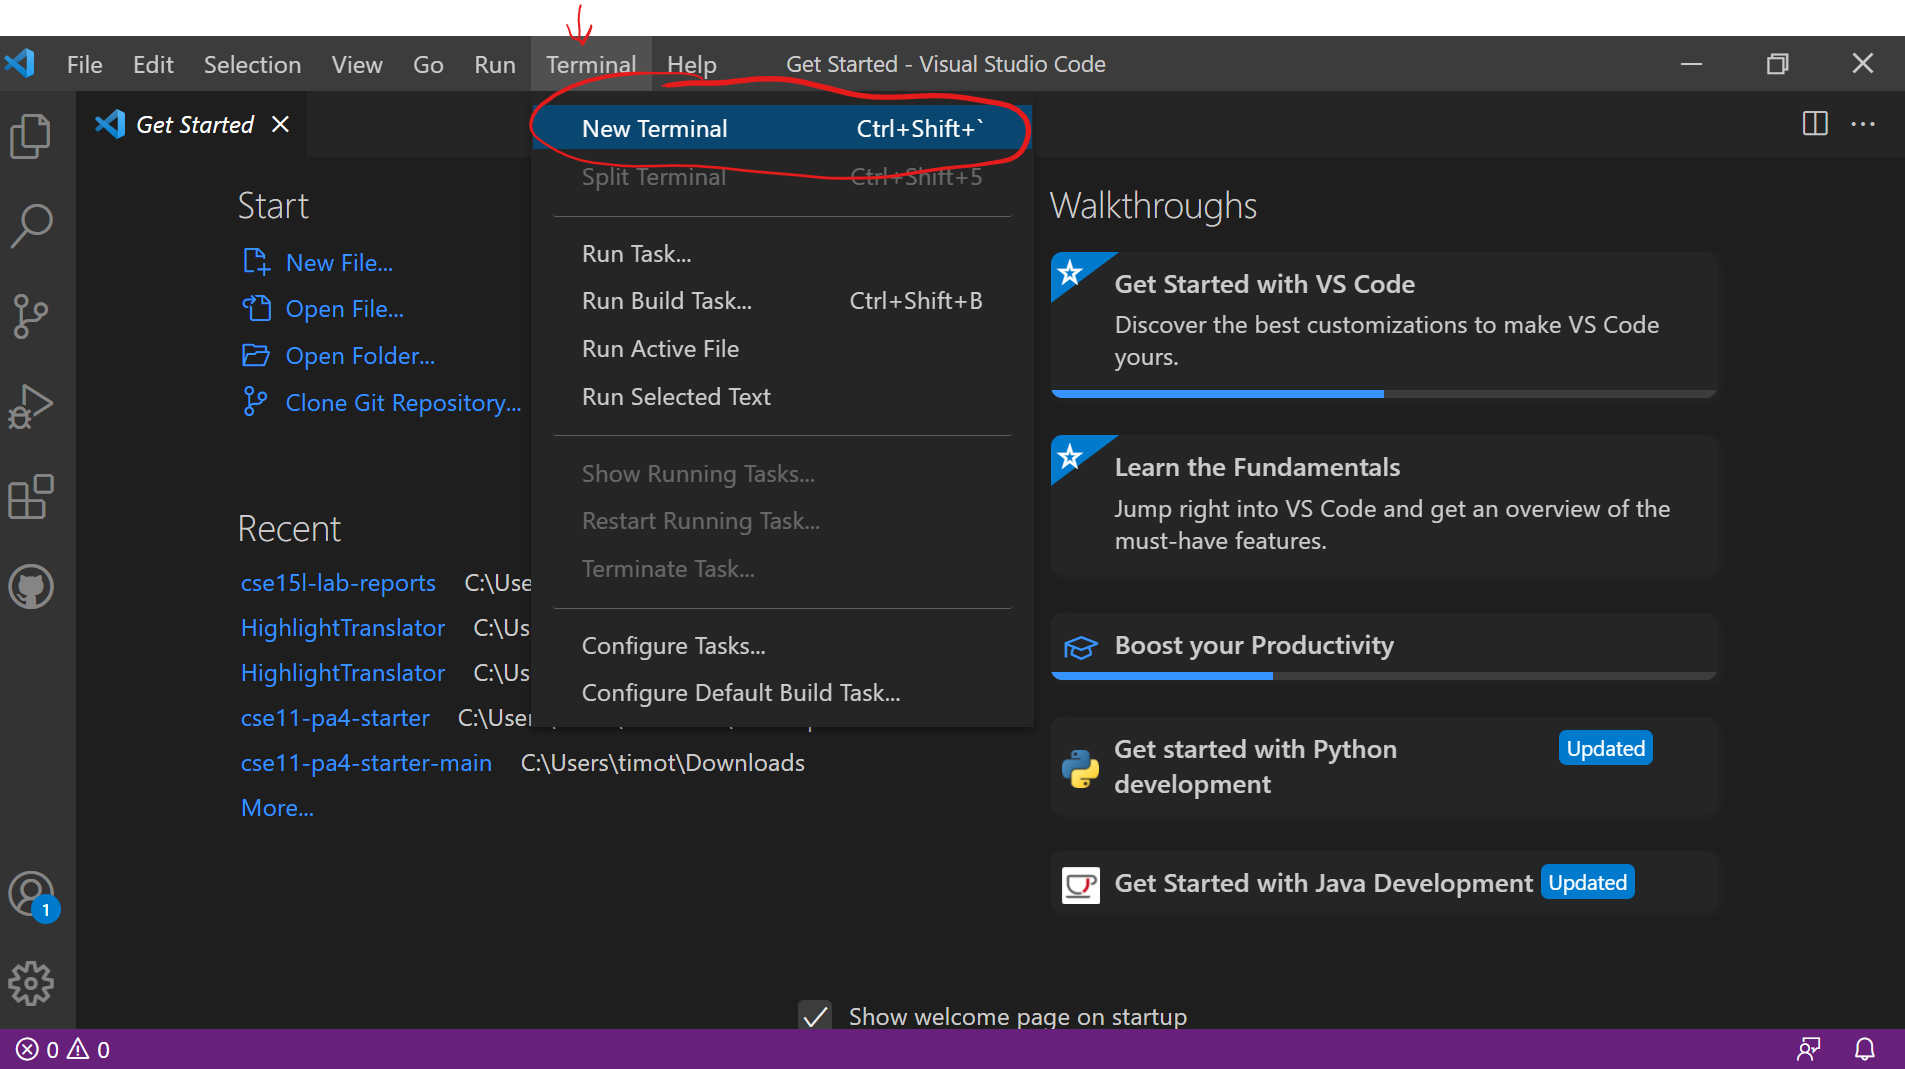 File Edit Selection View Go Run Terminal Help Get Started - Visual Studio Code
Get Started
New Terminal Ctrl+Shift+`
Split Terminal Ctrl+Shift+5
Run Task...
Run Build Task... Ctrl+Shift+B
Run Active File
Run Selected Text
Show Running Tasks...
Restart Running Task...
Terminate Task...
Configure Tasks...
Configure Default Build Task...
Start
New File...
Open File...
Open Folder...
Clone Git Repository...
Recent
cse15l-lab-reports C:\Use
HighlightTranslator C:\Us
HighlightTranslator C:\Us
cse11-pa4-starter C:\User
cse11-pa4-starter-main C:\Users\timot\Downloads
More...
Walkthroughs
Get Started with VS Code
Discover the best customizations to make VS Code
yours.
Learn the Fundamentals
Jump right into VS Code and get an overview of the
must-have features.
Boost your Productivity
Get started with Python Updated
development
Get Started with Java Development Updated
1
Show welcome page on startup
0 0